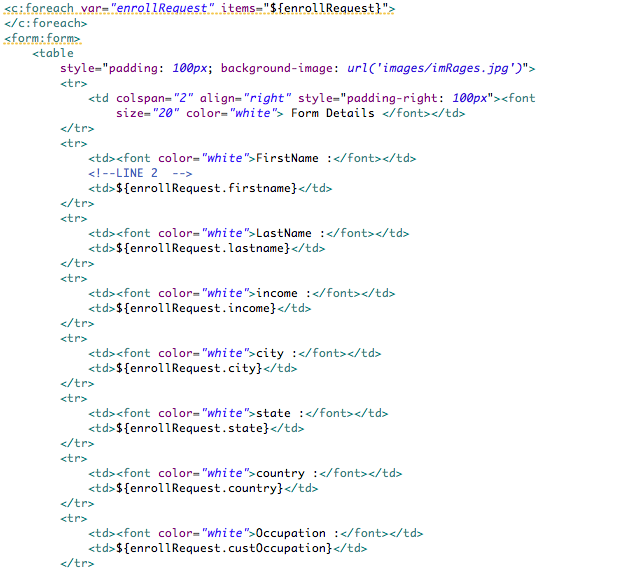 <c:foreach var="enrollRequest" items="${enrollRequest}">
</c:foreach>
<form:form>
<table
style="padding: 100px; background-image: url('images/imRages.jpg')">
<tr>
<td colspan="2" align="right" style="padding-right: 100px"><font
size="20" color="white"> Form Details </font></td>
</tr>
<tr>
<td><font color="white">FirstName :</font></td>
<!--LINE 2  -->
<td>${enrollRequest.firstname}</td>
</tr>
<tr>
<td><font color="white">LastName :</font></td>
<td>${enrollRequest.lastname}</td>
</tr>
<tr>
<td><font color="white">income :</font></td>
<td>${enrollRequest.income}</td>
</tr>
<tr>
<td><font color="white">city :</font></td>
<td>${enrollRequest.city}</td>
</tr>
<tr>
<td><font color="white">state :</font></td>
<td>${enrollRequest.state}</td>
</tr>
<tr>
<td><font color="white">country :</font></td>
<td>${enrollRequest.country}</td>
</tr>
<tr>
<td><font color="white">Occupation :</font></td>
<td>${enrollRequest.custOccupation}</td>
</tr>